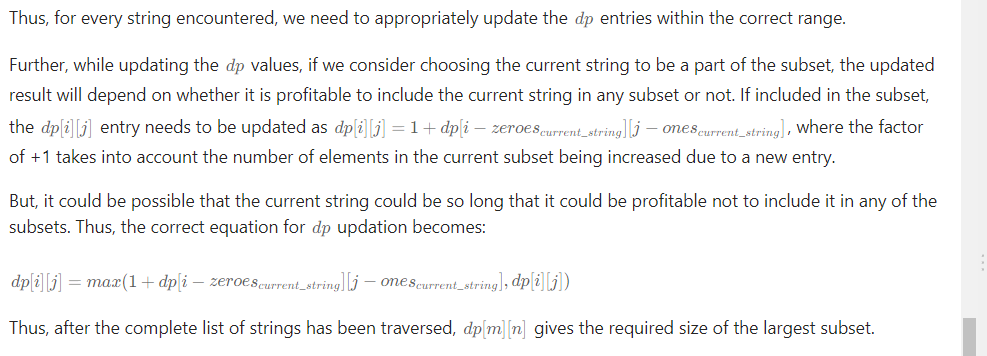 Thus, for every string encountered, we need to appropriately update the dp entries within the correct range.
Further, while updating the dp values, if we consider choosing the current string to be a part of the subset, the updated
result will depend on whether it is profitable to include the current string in any subset or not. If included in the subset,
the dp[i][j] entry needs to be updated as dp[i][j] = 1 + dp[i − zeroes_{current_string}][j − ones_{current_string}], where the factor
of +1 takes into account the number of elements in the current subset being increased due to a new entry.
But, it could be possible that the current string could be so long that it could be profitable not to include it in any of the
subsets. Thus, the correct equation for dp updation becomes:
dp[i][j] = max(1 + dp[i − zeroes_{current_string}][j − ones_{current_string}], dp[i][j])
Thus, after the complete list of strings has been traversed, dp[m][n] gives the required size of the largest subset.